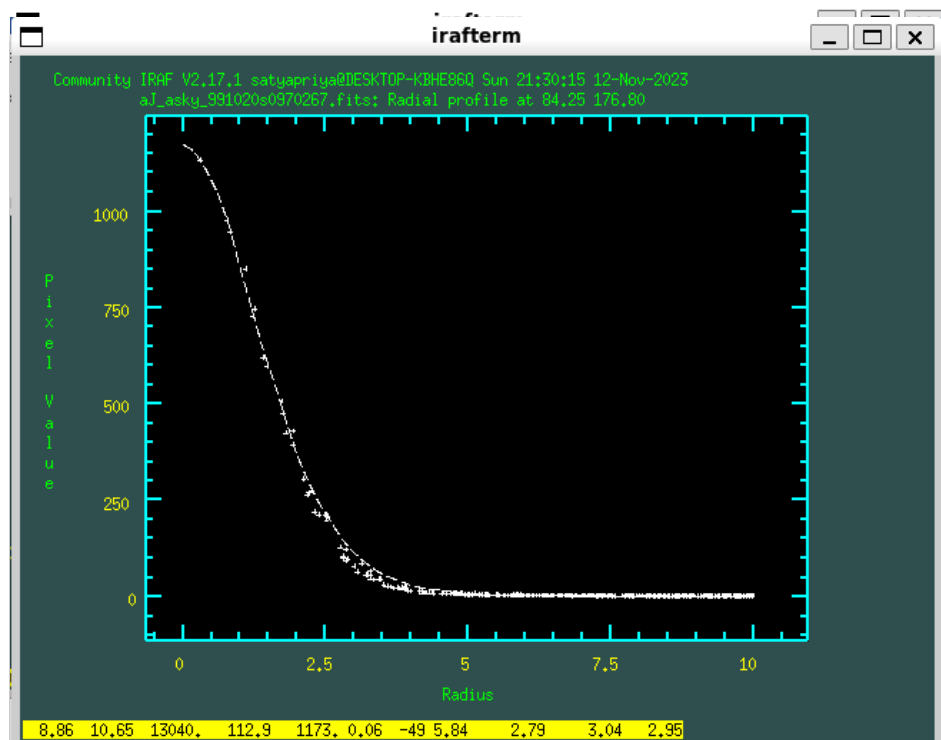 irafterm
Community IRAF V2.17.1 satyapriya@DESKTOP-KBHE86Q Sun 21:30:15 12-Nov-2023
aJ_asky_991020s0970267.fits: Radial profile at 84.25 176.80
1000
750
500
250
0
Pixel Value
0 2.5 5 7.5 10
Radius
8.86 10.65 13040. 112.9 1173. 0.06 -49 5.84 2.79 3.04 2.95